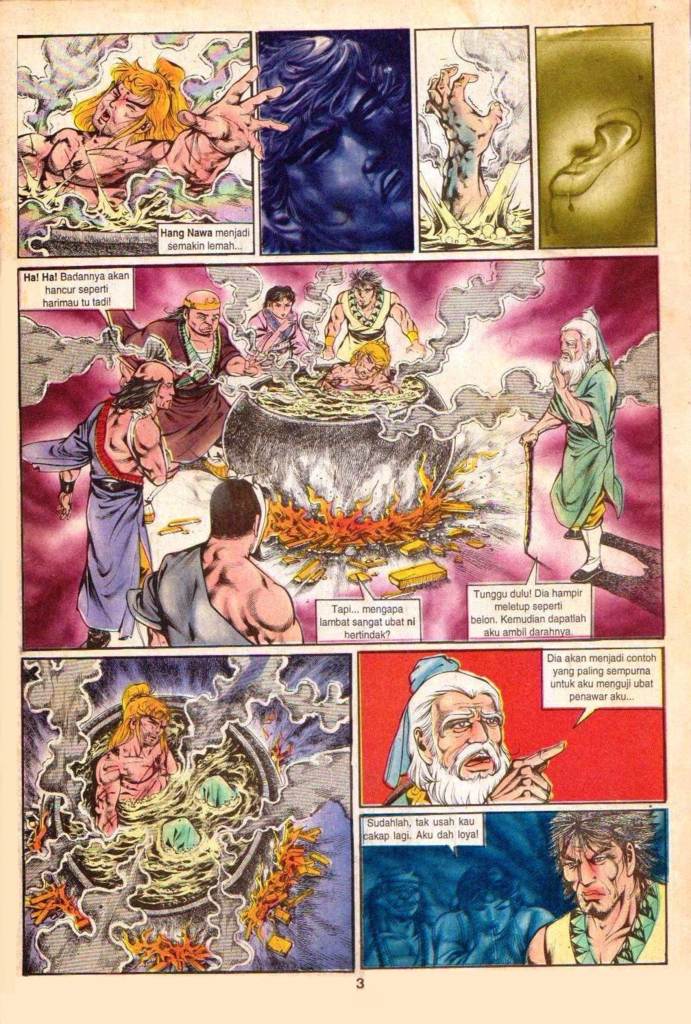 Hang Nawa menjadi
semakin lemah...
Ha! Ha! Badannya akan
hancur seperti
harimau tu tadi!
Tapi... mengapa
lambat sangat ubat ni
bertindak?
Tunggu dulu! Dia hampir
meletup seperti
belon. Kemudian dapatlah
aku ambil darahnya.
Dia akan menjadi contoh
yang paling sempurna
untuk aku menguji ubat
penawar aku...
Sudahlah, tak usah kau
cakap lagi. Aku dah loya!
3